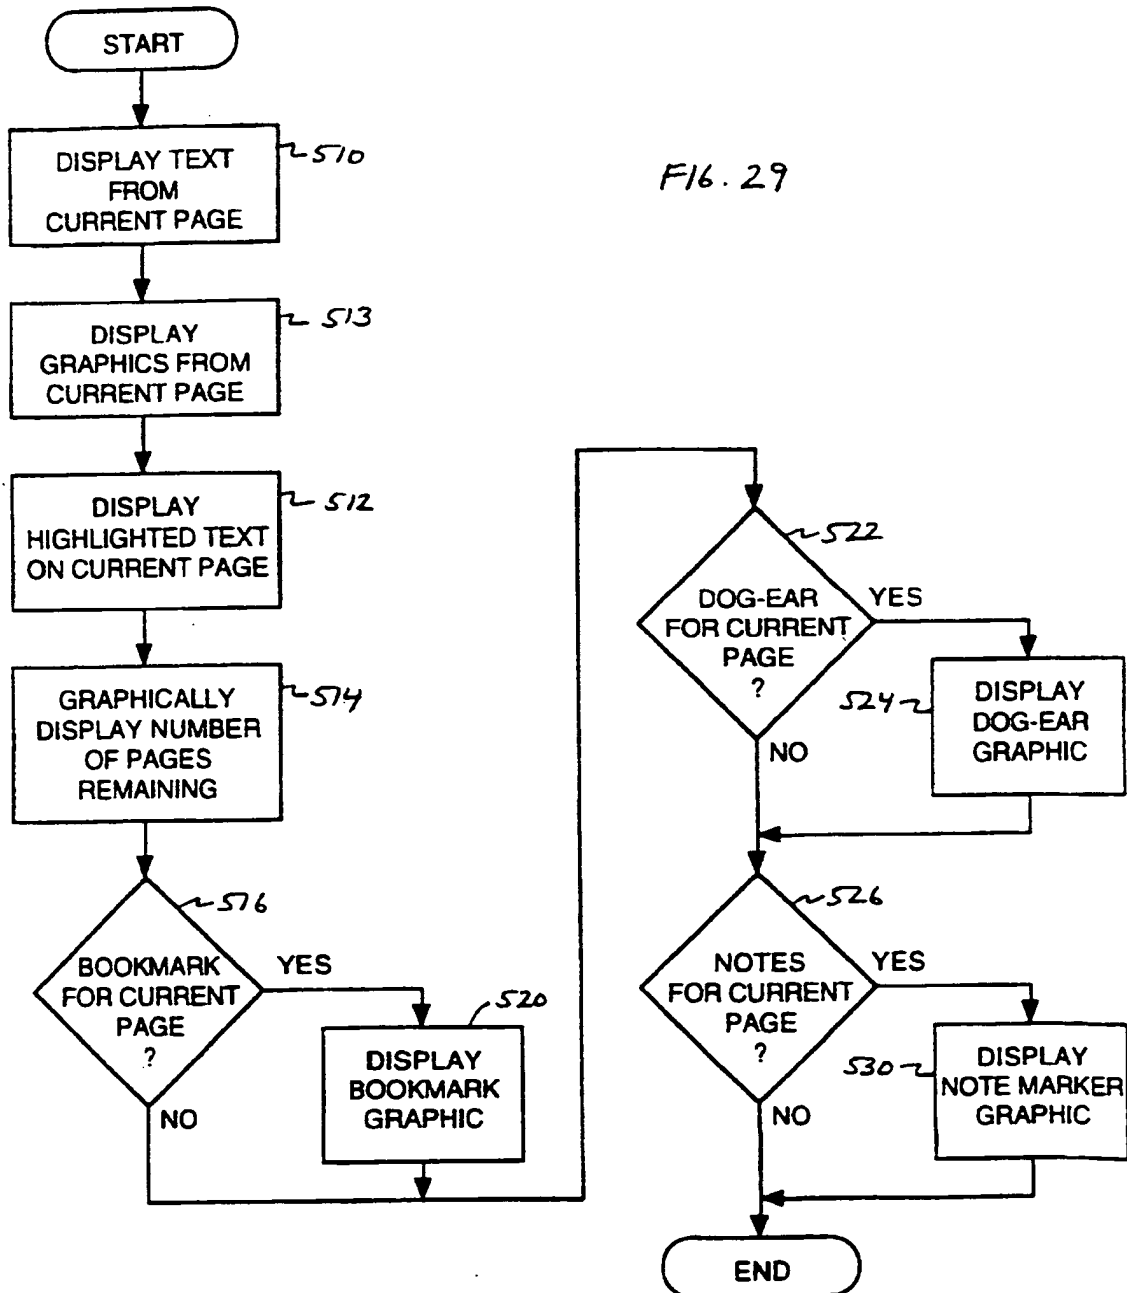 START
DISPLAY TEXT
FROM
CURRENT PAGE
510
FIG. 29
DISPLAY
GRAPHICS FROM
CURRENT PAGE
513
DISPLAY
HIGHLIGHTED TEXT
ON CURRENT PAGE
512
GRAPHICALLY
DISPLAY NUMBER
OF PAGES
REMAINING
514
BOOKMARK
FOR CURRENT
PAGE
?
516
YES
NO
520
DISPLAY
BOOKMARK
GRAPHIC
522
DOG-EAR
FOR CURRENT
PAGE
?
YES
NO
524
DISPLAY
DOG-EAR
GRAPHIC
526
NOTES
FOR CURRENT
PAGE
?
YES
NO
530
DISPLAY
NOTE MARKER
GRAPHIC
END